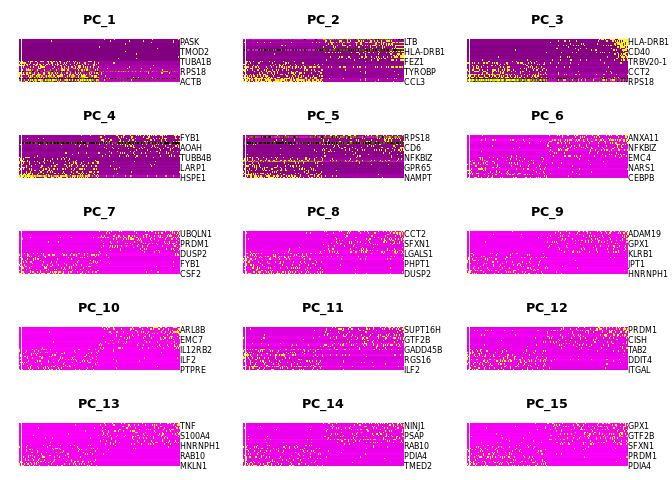 PC_1
PASK
TMOD2
TUBA1B
RPS18
ACTB
PC_2
LTB
HLA-DRB1
FEZ1
TYROBP
CCL3
PC_3
HLA-DRB1
CD40
TRBV20-1
CCT2
RPS18
PC_4
FYB1
AOAH
TUBB4B
LARP1
HSPE1
PC_5
RPS18
CD6
NFKBIZ
GPR65
NAMPT
PC_6
ANXA11
NFKBIZ
EMC4
NARS1
CEBPB
PC_7
UBQLN1
PRDM1
DUSP2
FYB1
CSF2
PC_8
CCT2
SFXN1
LGALS1
PHPT1
DUSP2
PC_9
ADAM19
GPX1
KLRB1
JPT1
HNRNPH1
PC_10
ARL8B
EMC7
IL12RB2
ILF2
PTPRE
PC_11
SUPT16H
GTF2B
GADD45B
RGS16
ILF2
PC_12
PRDM1
CISH
TAB2
DDIT4
ITGAL
PC_13
TNF
S100A4
HNRNPH1
RAB10
MKLN1
PC_14
NINJ1
PSAP
RAB10
PDIA4
TMED2
PC_15
GPX1
GTF2B
SFXN1
PRDM1
PDIA4